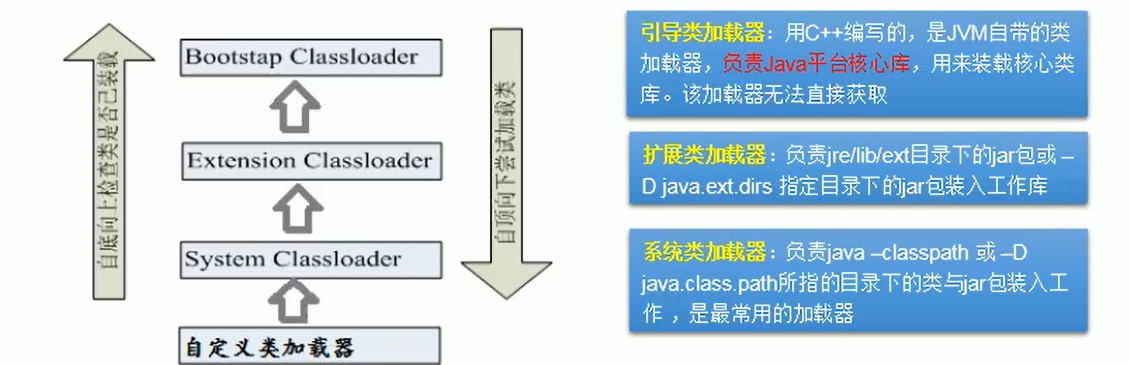 自底向上检查类是否已装载
Bootstap Classloader
Extension Classloader
System Classloader
自定义类加载器
自顶向下尝试加载类
引导类加载器：用C++编写的，是JVM自带的类
加载器，负责Java平台核心库，用来装载核心类
库。该加载器无法直接获取
扩展类加载器：负责jre/lib/ext目录下的jar包或 –
D java.ext.dirs 指定目录下的jar包装入工作库
系统类加载器：负责java –classpath 或 –D
java.class.path所指的目录下的类与jar包装入工
作 ，是最常用的加载器